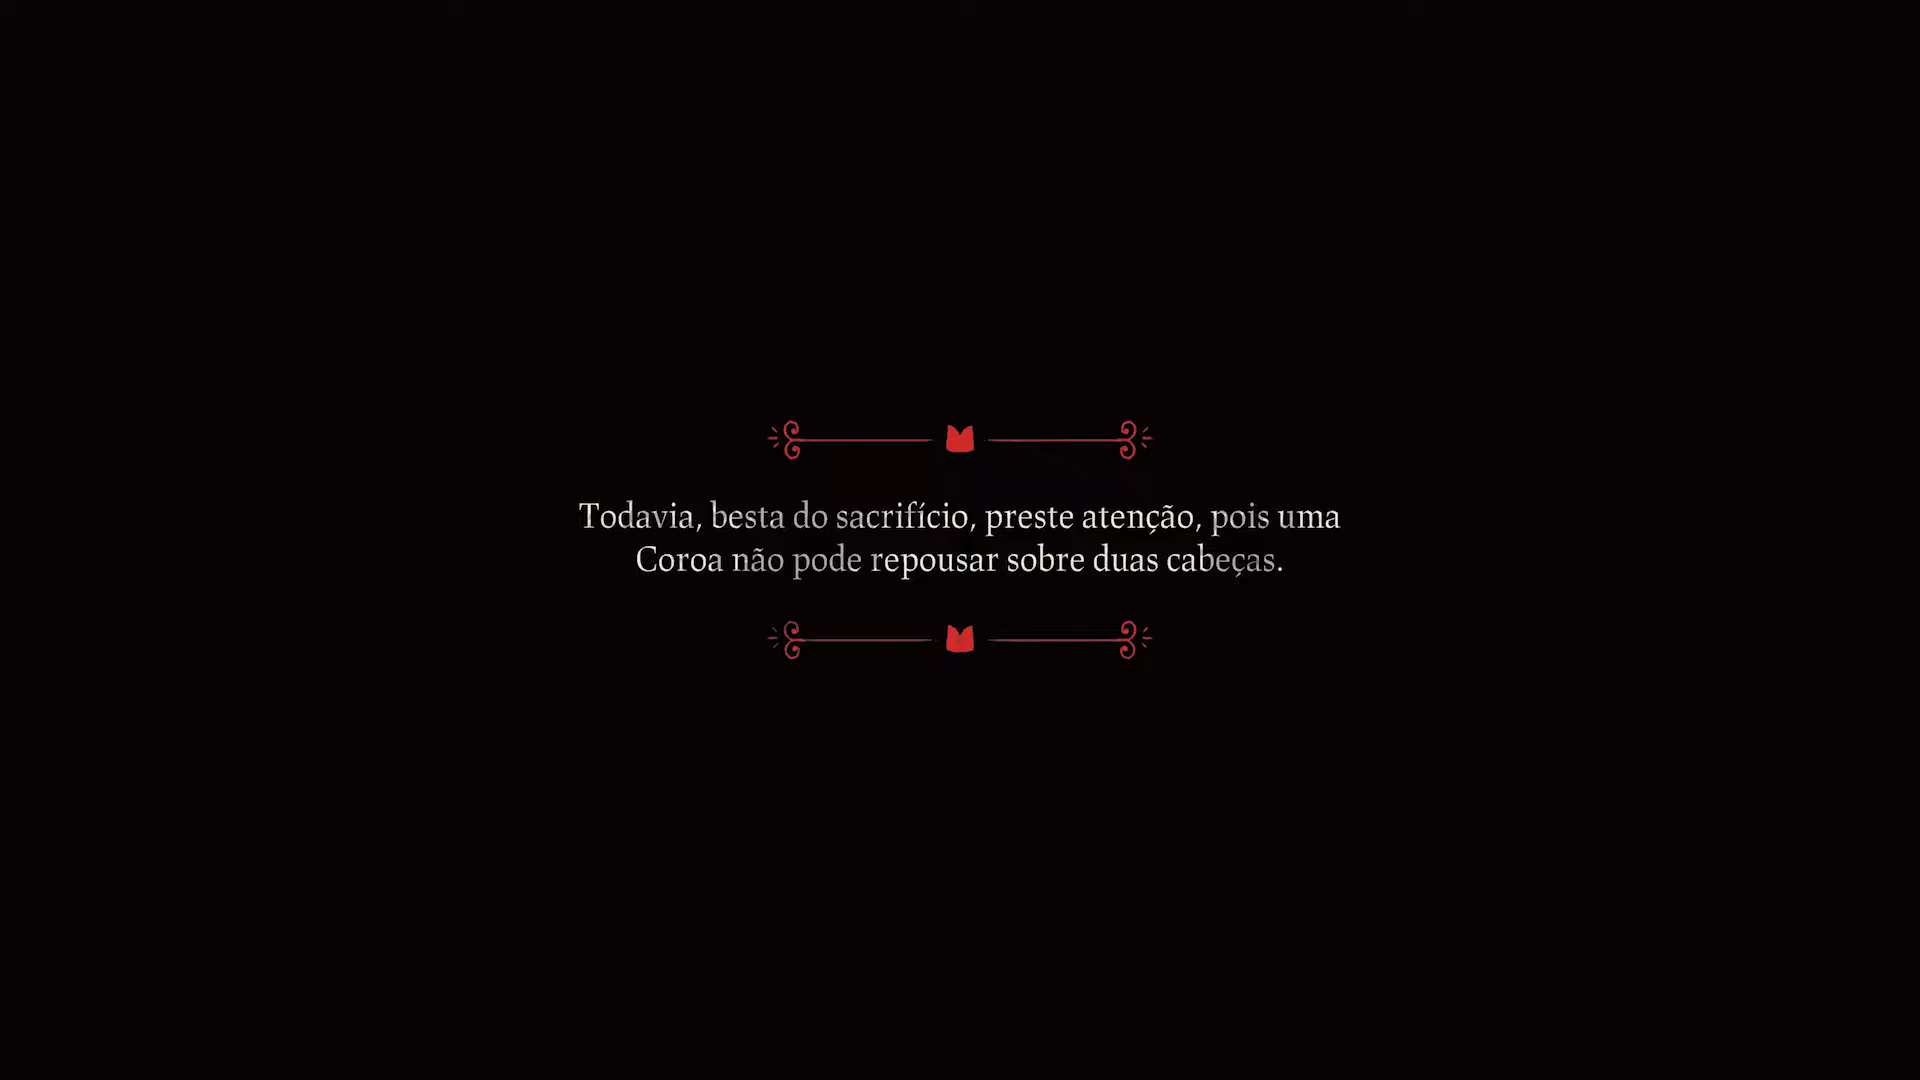 Todavia, besta do sacrifício, preste atenção, pois uma
Coroa não pode repousar sobre duas cabeças.